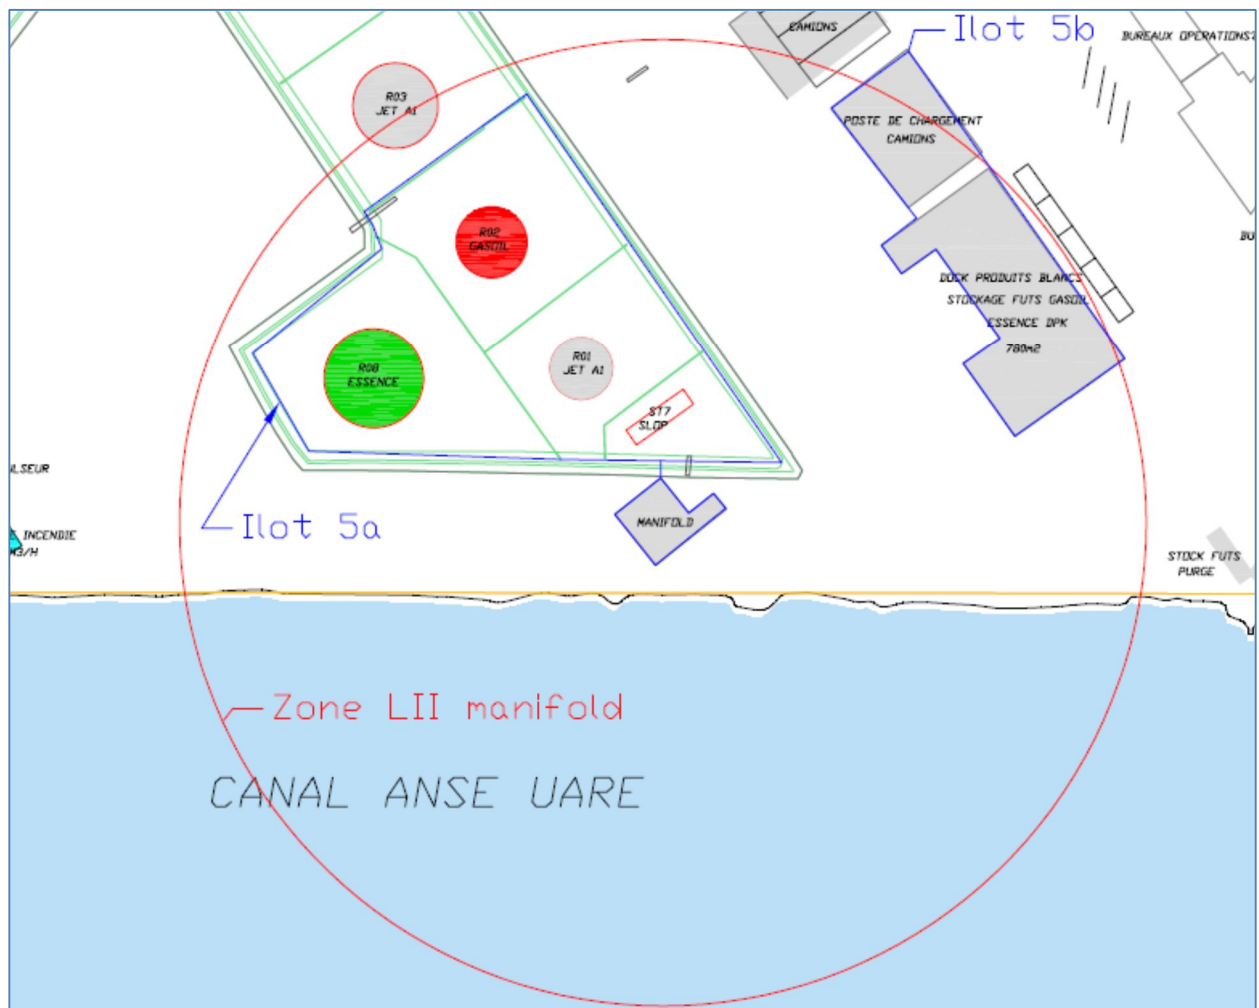 CAMIONS
Ilot 5b
BUREAUX OPERATIONS
R03
JET A1
POSTE DE CHARGEMENT
CAMIONS
R02
GASOIL
BU
DOCK PRODUITS BLANCS
STOCKAGE FUTS GASOIL
ESSENCE DPK
780m2
R08
ESSENCE
R01
JET A1
ST7
SLOP
LSEUR
Ilot 5a
MANIFOLD
E INCENDIE
M3/H
STOCK FUTS
PURGE
Zone LII manifold
CANAL ANSE UARE